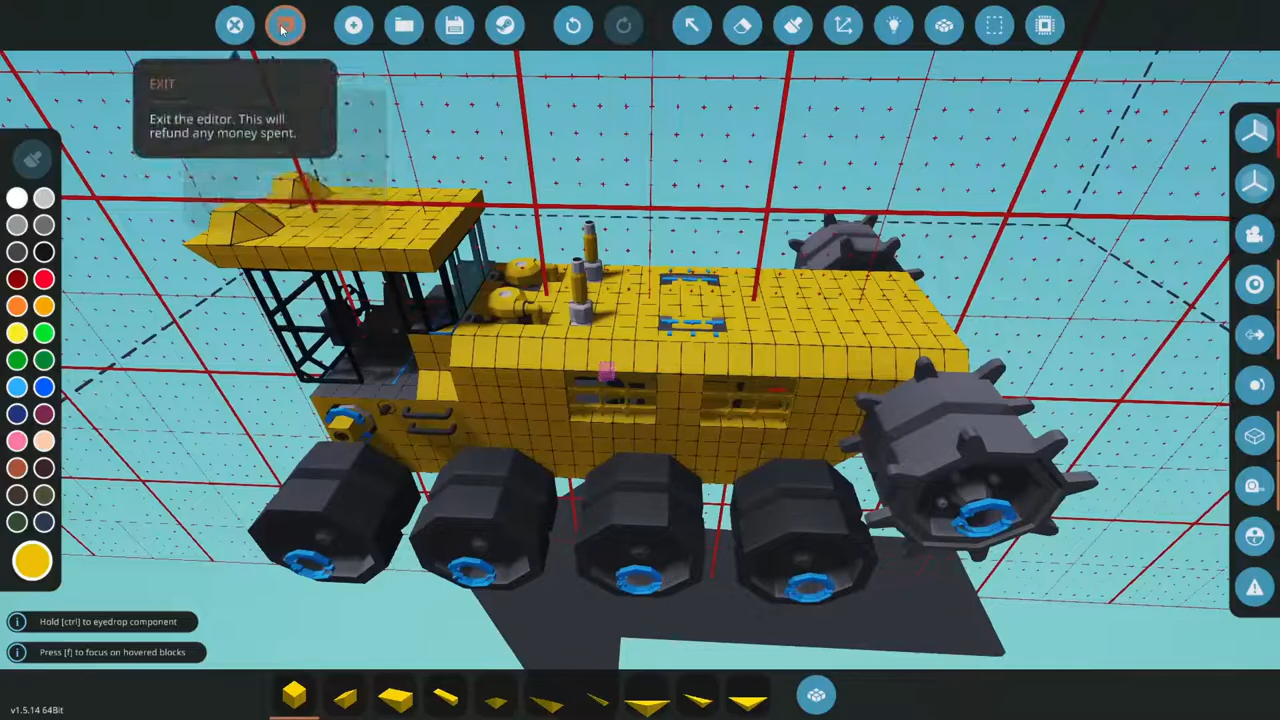 EXIT
Exit the editor. This will
refund any money spent.
Hold [ctrl] to eyedrop component
Press [f] to focus on hovered blocks
v1.5.14 64Bit